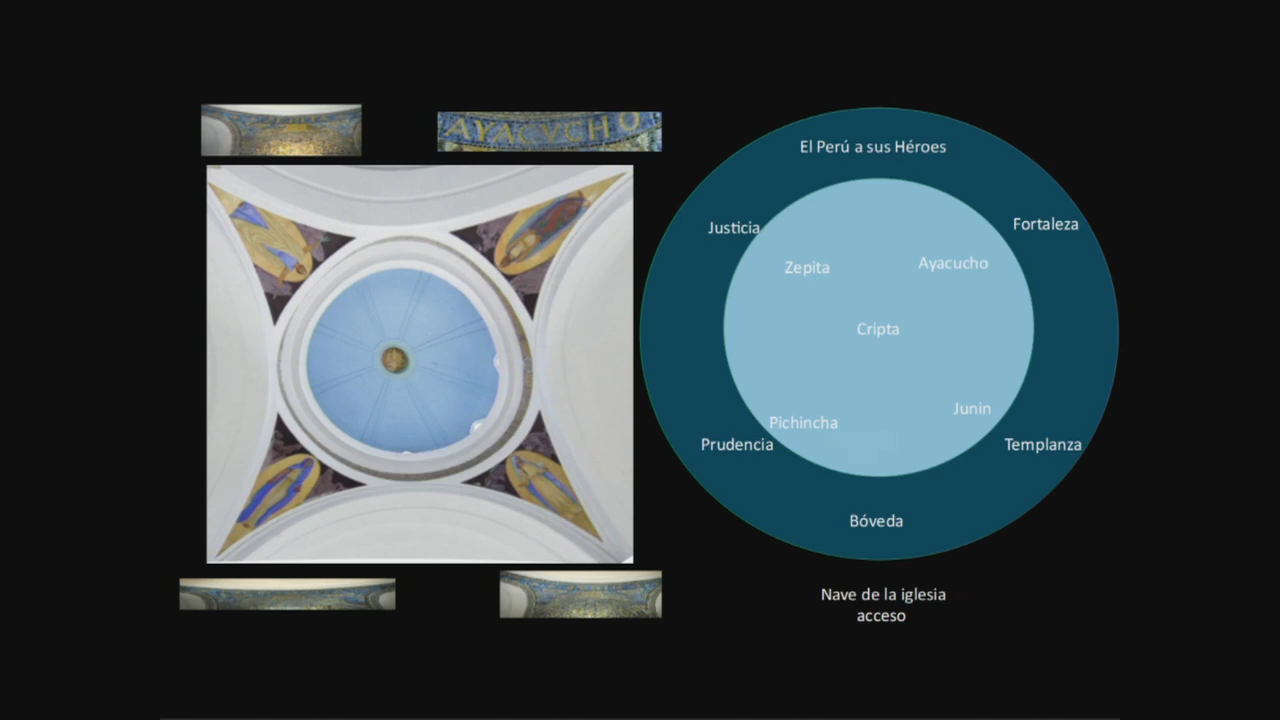 AYACVCHO
El Perú a sus Héroes
Justicia
Fortaleza
Zepita
Ayacucho
Cripta
Junin
Pichincha
Prudencia
Templanza
Bóveda
Nave de la iglesia
acceso